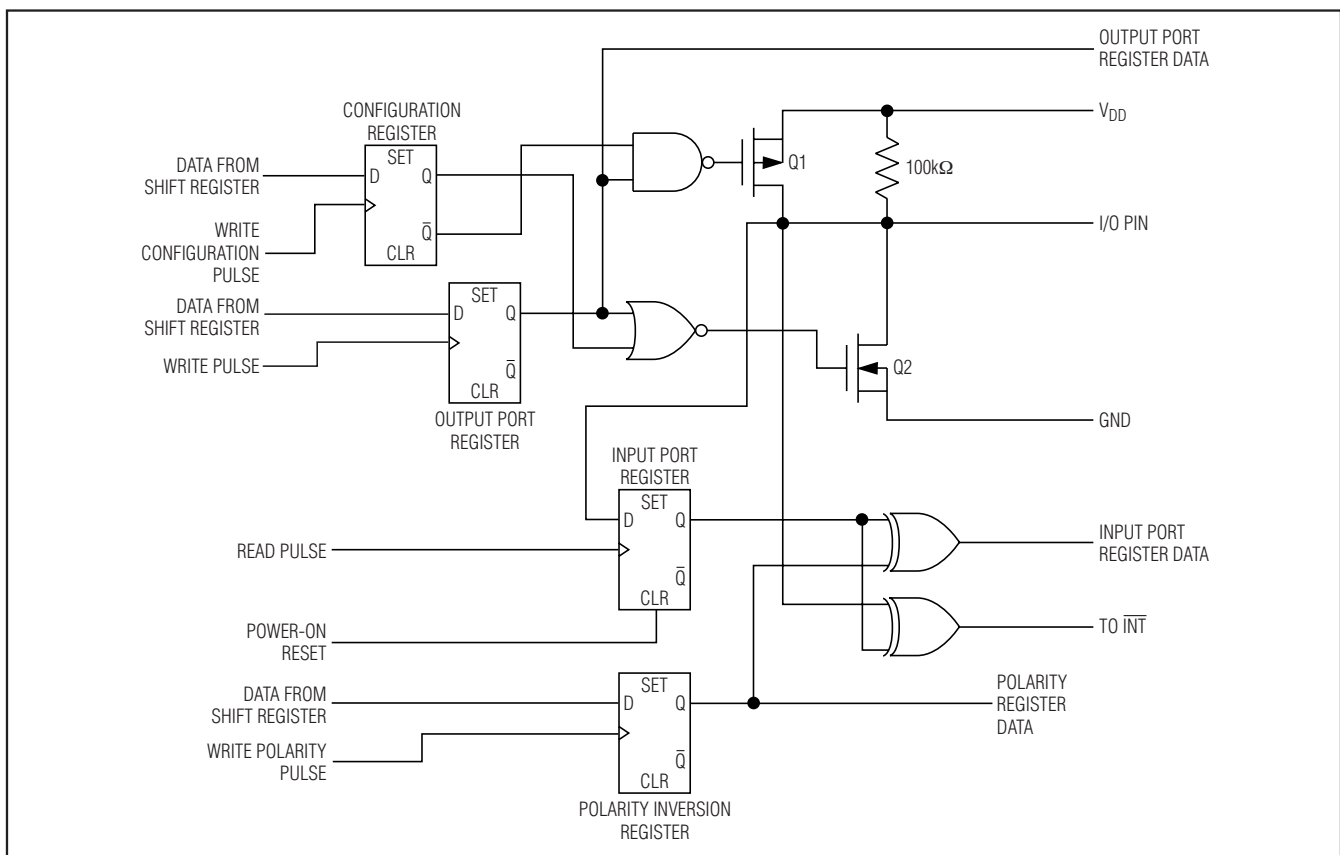 OUTPUT PORT
REGISTER DATA
CONFIGURATION
REGISTER
SET
D
Q
Q̅
CLR
DATA FROM
SHIFT REGISTER
WRITE
CONFIGURATION
PULSE
Q1
V_DD
100kΩ
I/O PIN
DATA FROM
SHIFT REGISTER
WRITE PULSE
SET
D
Q
Q̅
CLR
OUTPUT PORT
REGISTER
Q2
GND
INPUT PORT
REGISTER
SET
D
Q
Q̅
CLR
READ PULSE
POWER-ON
RESET
INPUT PORT
REGISTER DATA
TO I̅N̅T̅
DATA FROM
SHIFT REGISTER
WRITE POLARITY
PULSE
SET
D
Q
Q̅
CLR
POLARITY INVERSION
REGISTER
POLARITY
REGISTER
DATA